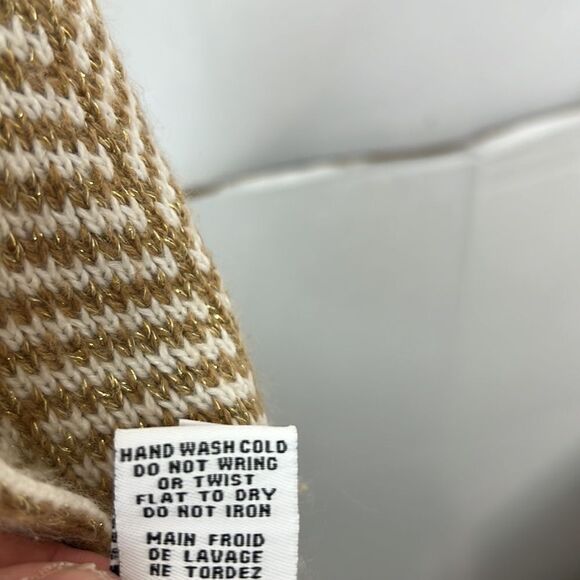 HAND WASH COLD
DO NOT WRING
OR TWIST
FLAT TO DRY
DO NOT IRON
MAIN FROID
DE LAVAGE
NE TORDEZ